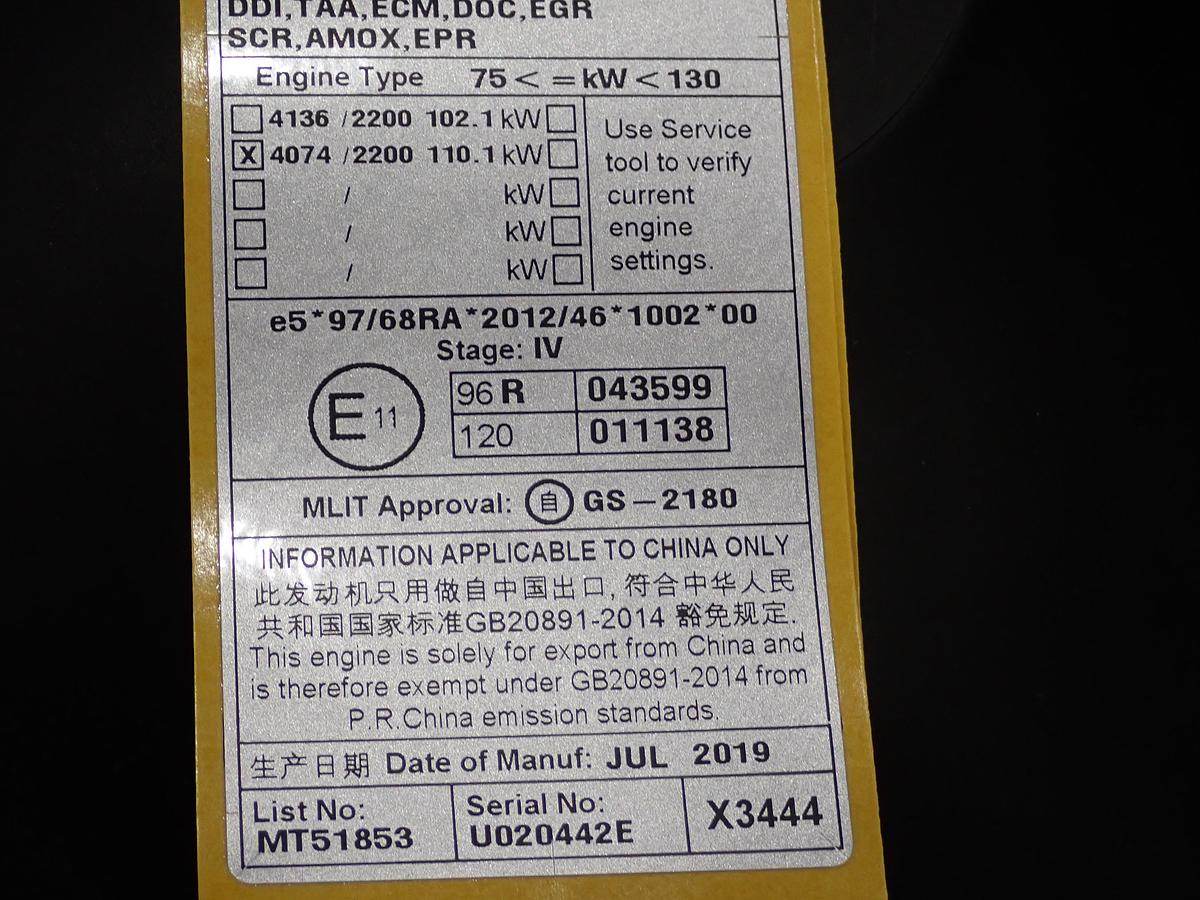 DDI,TAA,ECM,DOC,EGR
SCR,AMOX,EPR
Engine Type 75 < = kW < 130
4136 /2200 102.1 kW
X 4074 /2200 110.1 kW
/ kW
/ kW
/ kW
Use Service
tool to verify
current
engine
settings.
e5*97/68RA*2012/46*1002*00
Stage: IV
E 11
96 R 043599
120 011138
MLIT Approval: 自 GS-2180
INFORMATION APPLICABLE TO CHINA ONLY
此发动机只用做自中国出口, 符合中华人民
共和国国家标准GB20891-2014 豁免规定.
This engine is solely for export from China and
is therefore exempt under GB20891-2014 from
P.R.China emission standards.
生产日期 Date of Manuf: JUL 2019
List No:
MT51853
Serial No:
U020442E
X3444